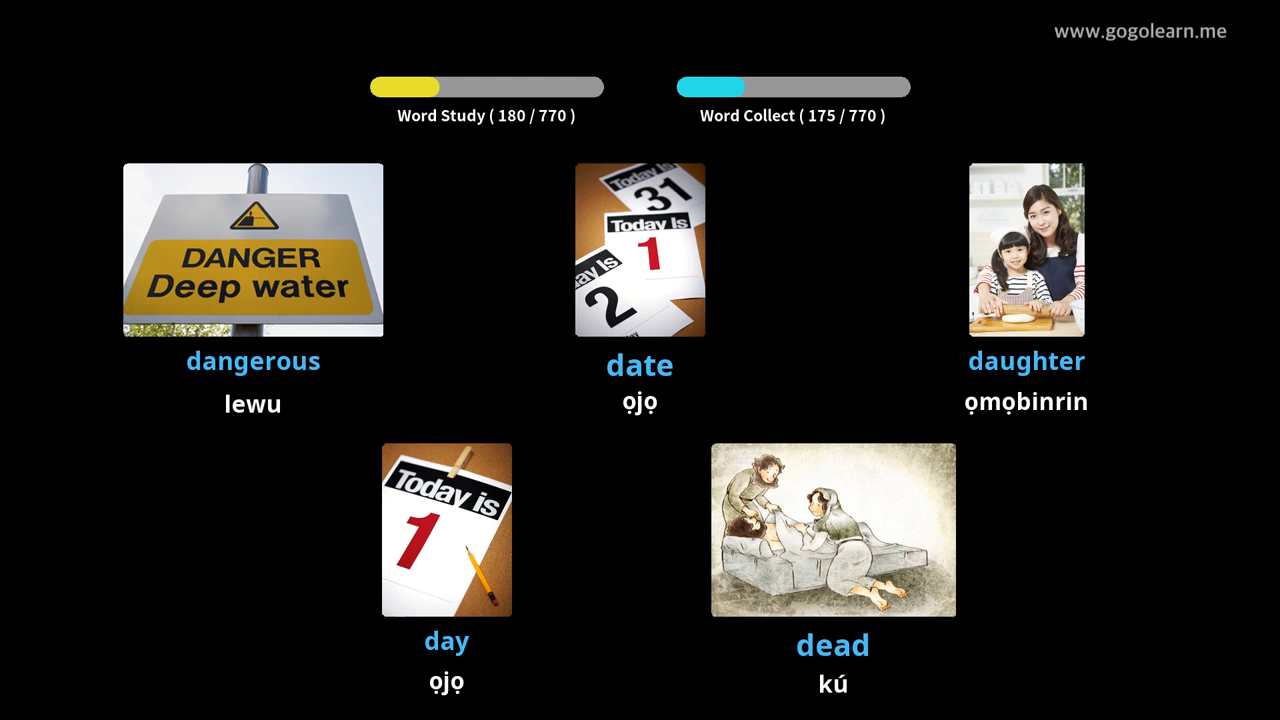 www.gogolearn.me
Word Study ( 180 / 770 )
Word Collect ( 175 / 770 )
DANGER
Deep water
Today Is
31
Today Is
1
ay Is
2
dangerous
lewu
date
ọjọ
daughter
ọmọbinrin
Today is
1
day
ọjọ
dead
kú